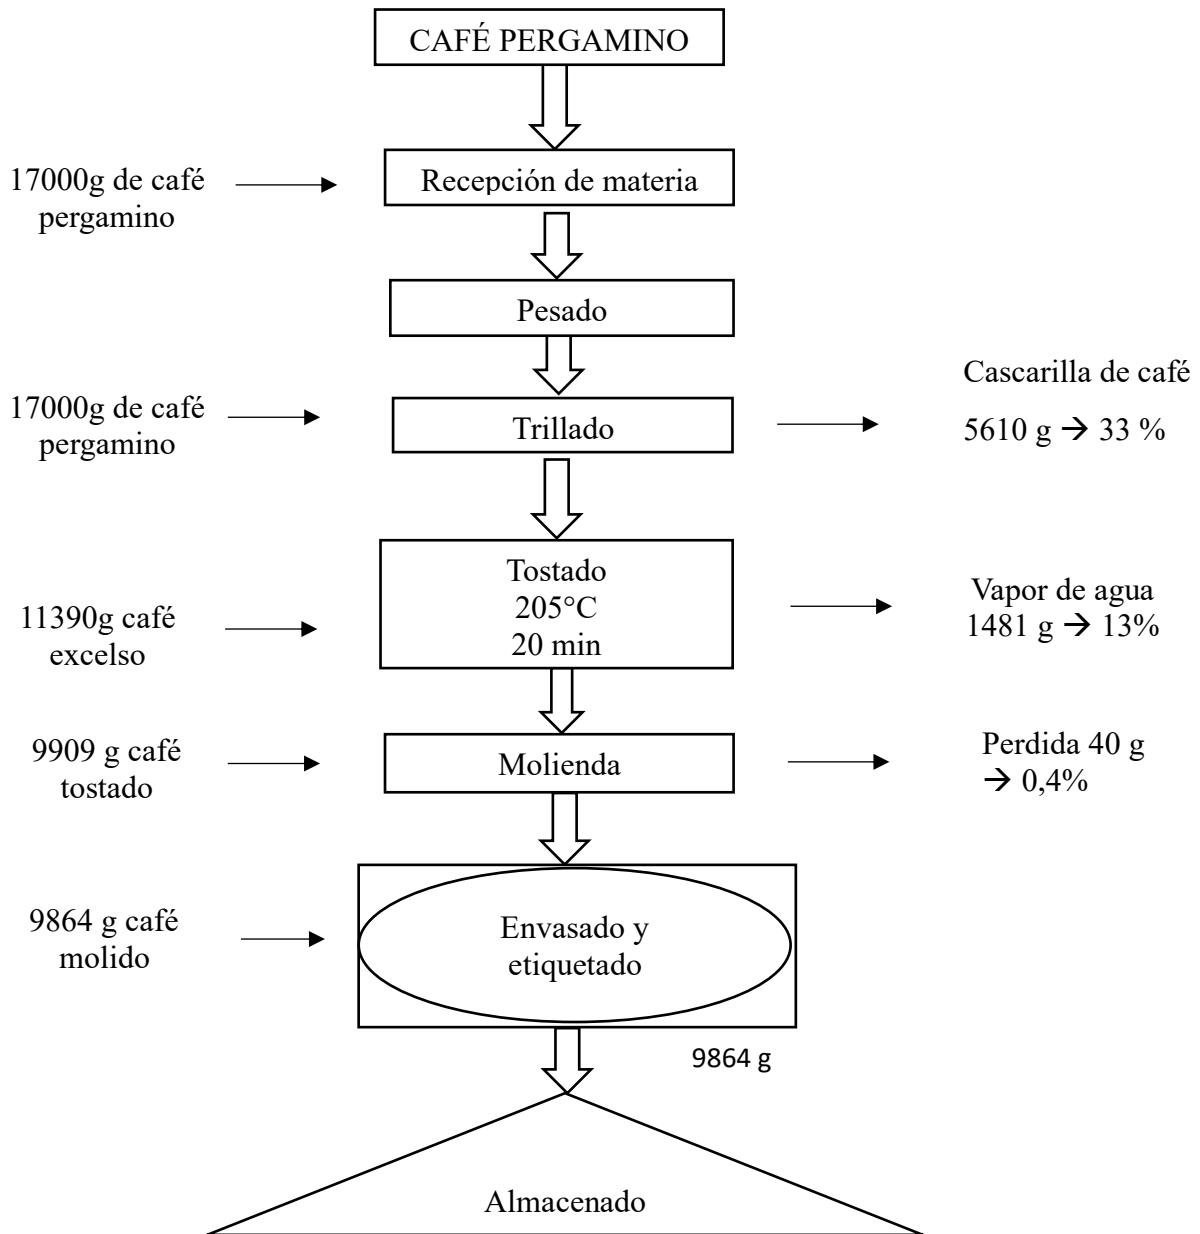 CAFÉ PERGAMINO
17000g de café
pergamino
Recepción de materia
Pesado
17000g de café
pergamino
Trillado
Cascarilla de café
5610 g → 33 %
11390g café
excelso
Tostado
205°C
20 min
Vapor de agua
1481 g → 13%
9909 g café
tostado
Molienda
Perdida 40 g
→ 0,4%
9864 g café
molido
Envasado y
etiquetado
9864 g
Almacenado